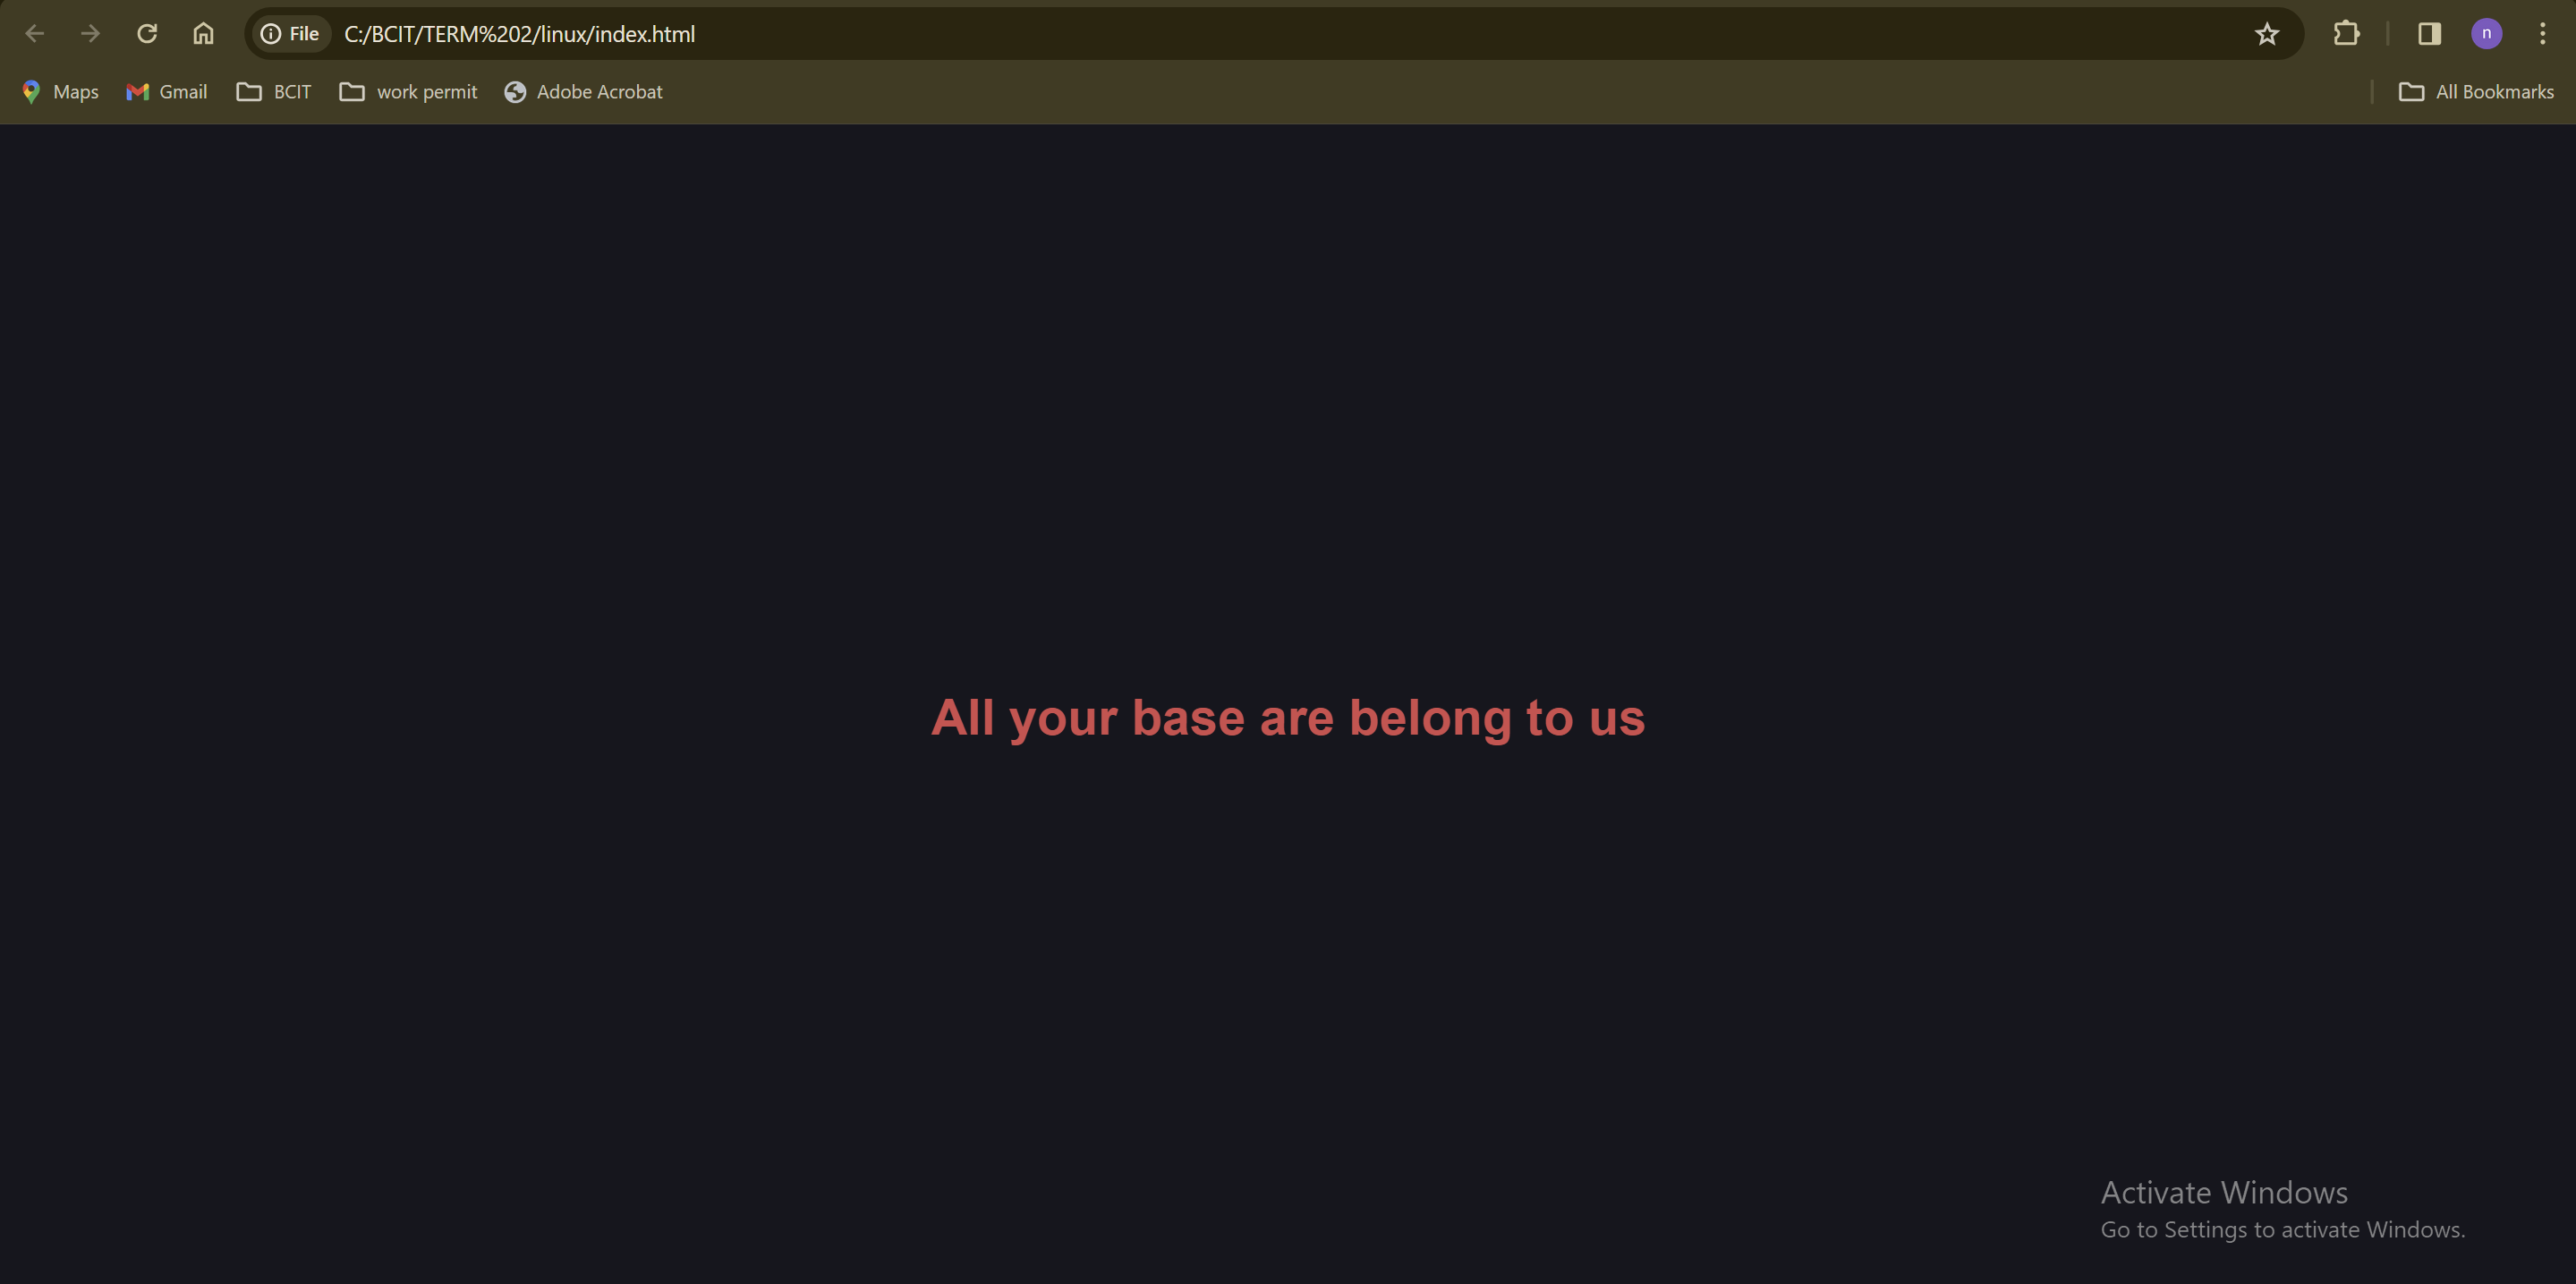 File C:/BCIT/TERM%202/linux/index.html n
Maps Gmail BCIT work permit Adobe Acrobat All Bookmarks
All your base are belong to us
Activate Windows
Go to Settings to activate Windows.